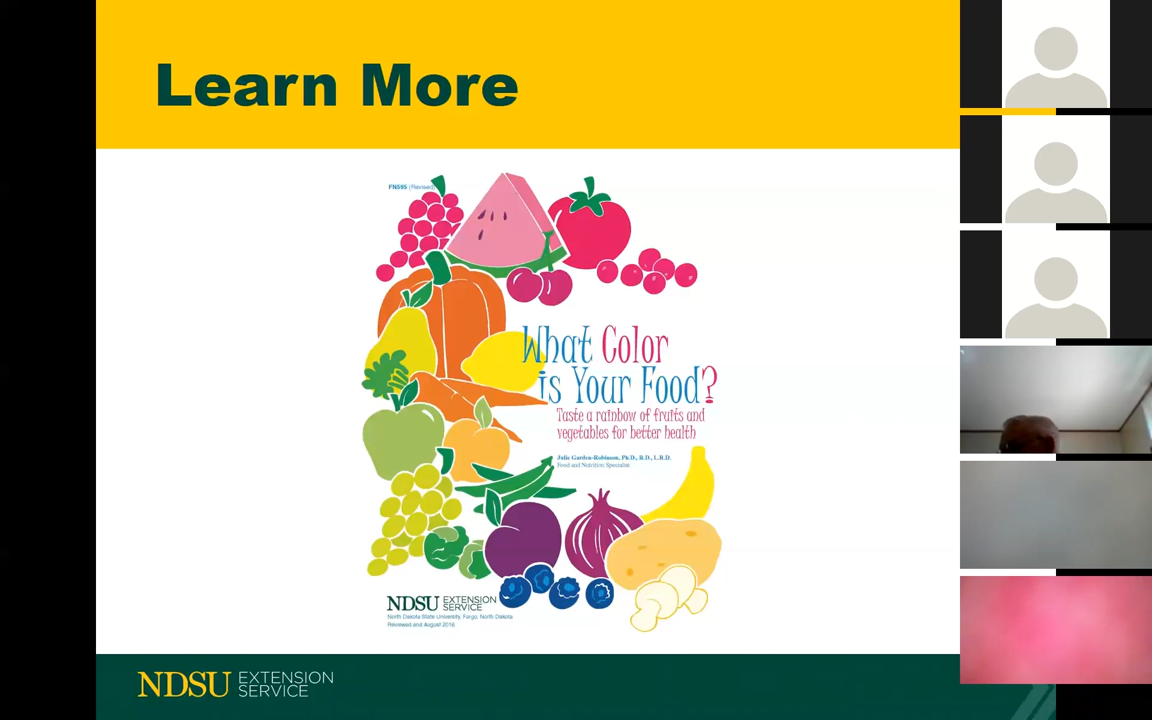 Learn More
FN595 (Revised)
What Color
is Your Food?
Taste a rainbow of fruits and
vegetables for better health
Julie Garden-Robinson, Ph.D., R.D., L.R.D.
Food and Nutrition Specialist
NDSU EXTENSION
SERVICE
North Dakota State University, Fargo, North Dakota
Reviewed and August 2016
NDSU EXTENSION
SERVICE